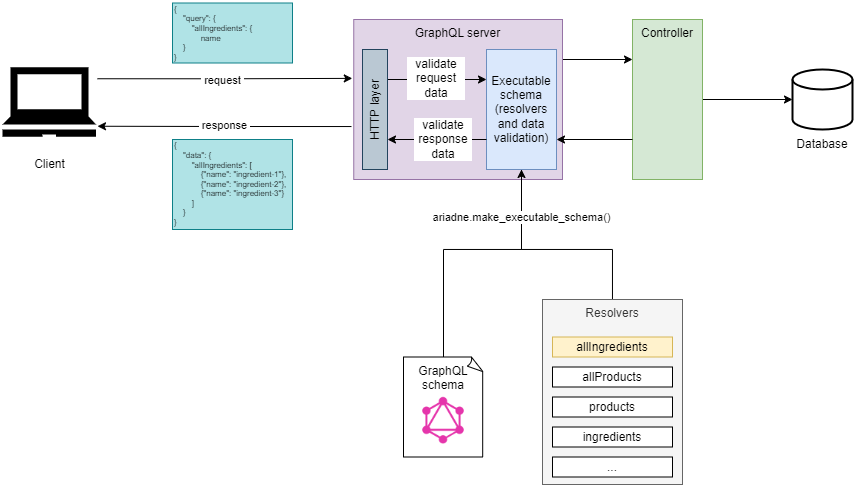 {
"query": {
"allIngredients": {
name
}
}
request
response
Client
{
"data": {
"allIngredients": [
{"name": "ingredient-1"},
{"name": "ingredient-2"},
{"name": "ingredient-3"}
]
}
}
GraphQL server
HTTP layer
validate
request
data
validate
response
data
Executable
schema
(resolvers
and data
validation)
Controller
Database
ariadne.make_executable_schema()
GraphQL
schema
Resolvers
allIngredients
allProducts
products
ingredients
...